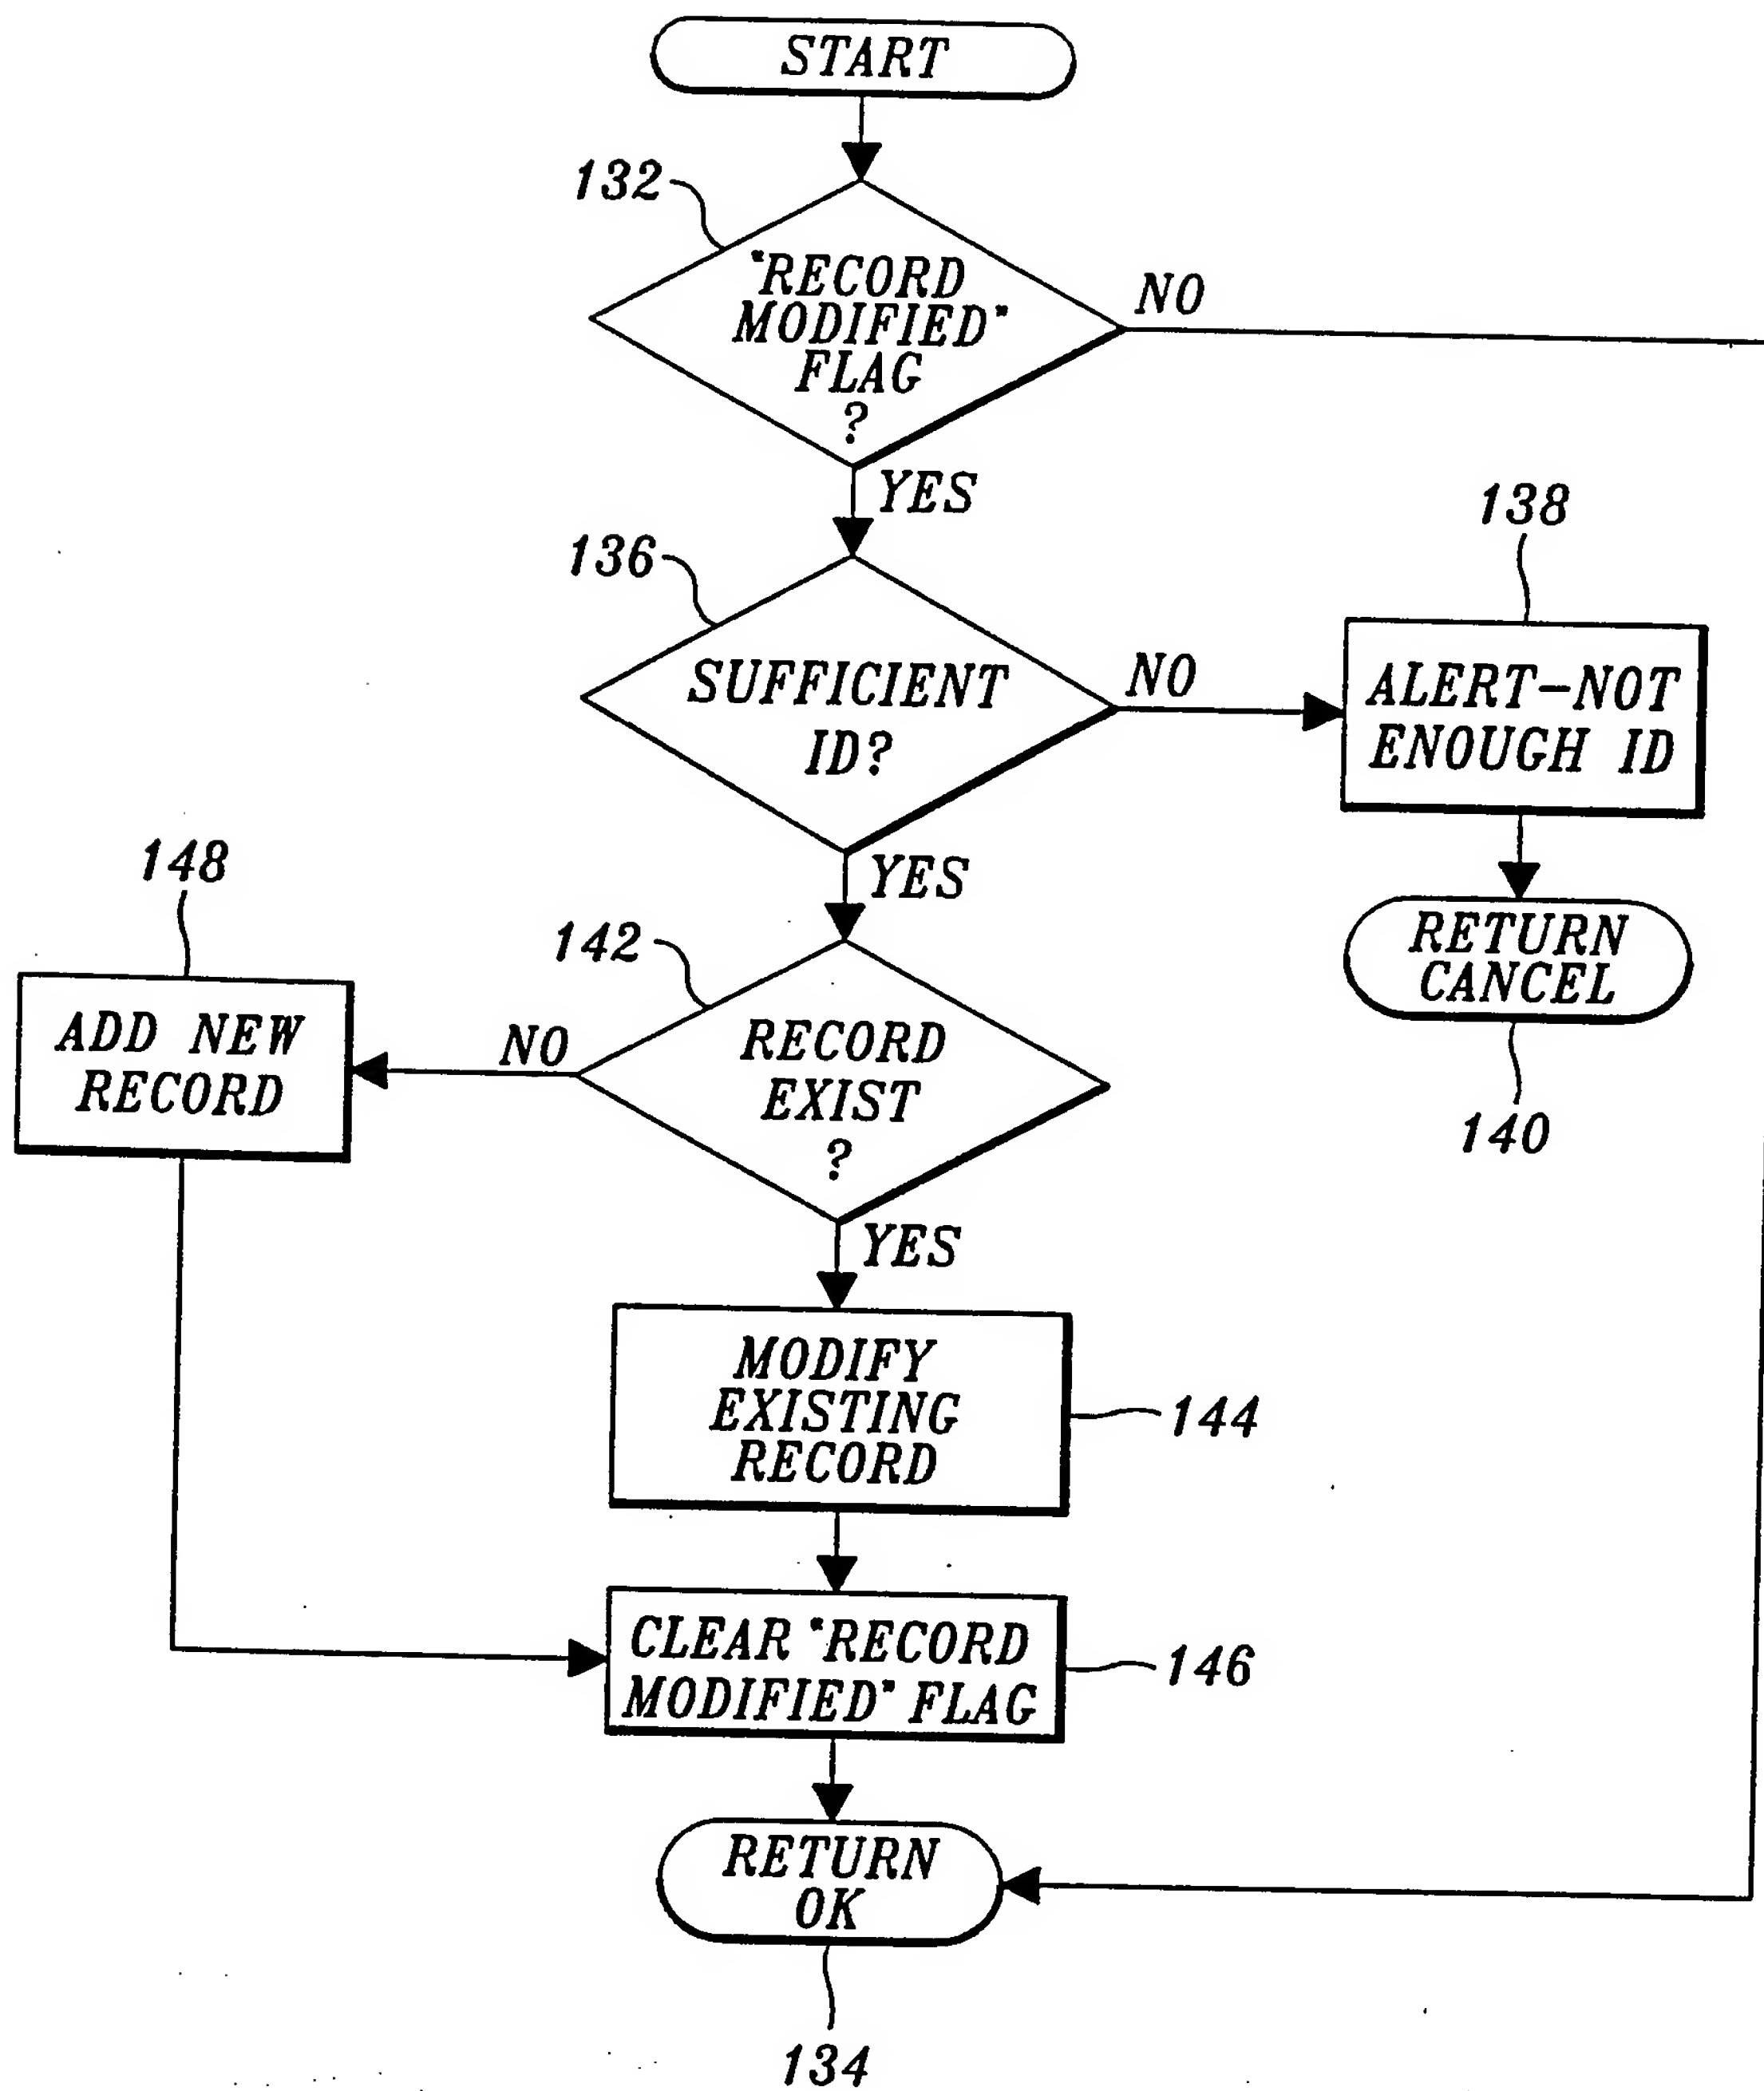 START
132
"RECORD
MODIFIED"
FLAG
?
NO
YES
136
SUFFICIENT
ID?
NO
138
ALERT-NOT
ENOUGH ID
YES
RETURN
CANCEL
140
148
ADD NEW
RECORD
142
NO
RECORD
EXIST
?
YES
MODIFY
EXISTING
RECORD
144
CLEAR "RECORD
MODIFIED" FLAG
146
RETURN
OK
134